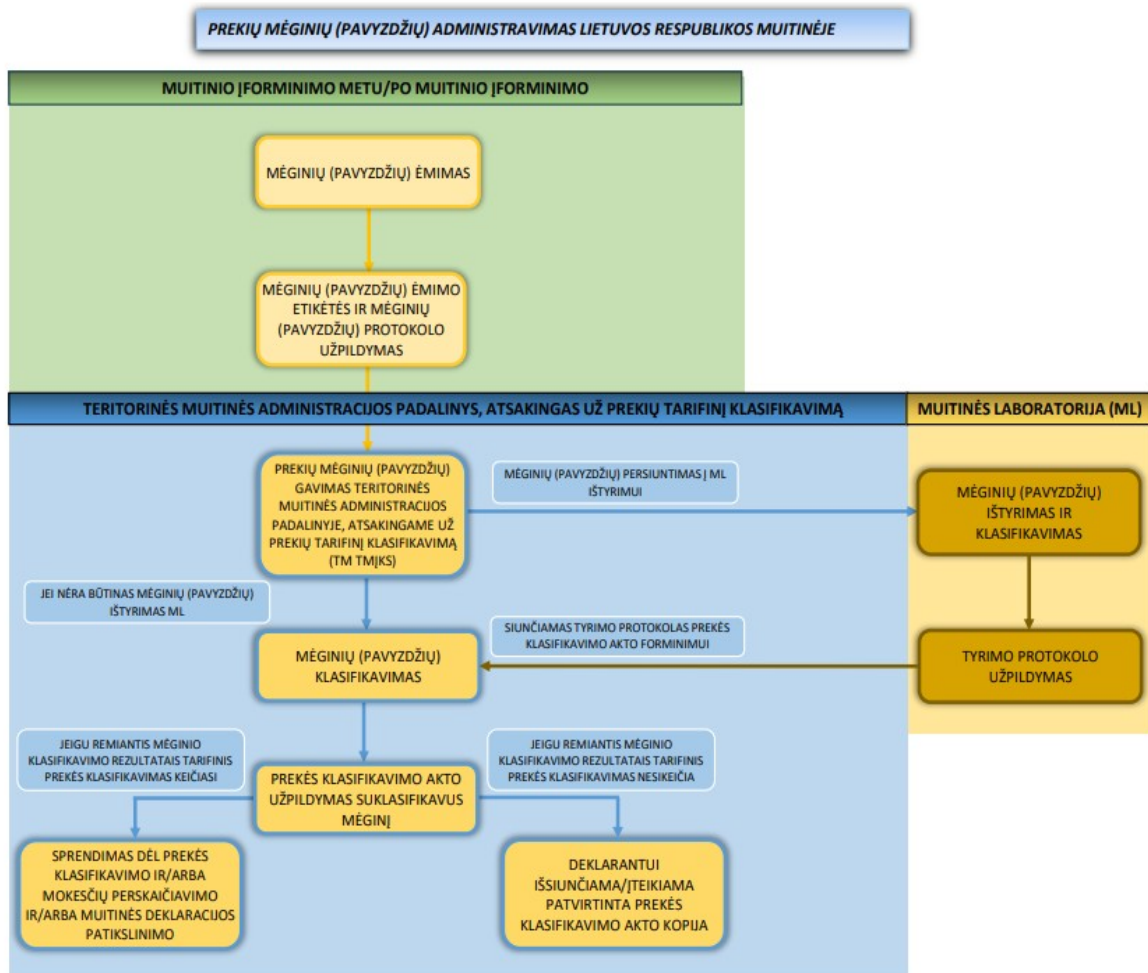 PREKIŲ MĖGINIŲ (PAVYZDŽIŲ) ADMINISTRAVIMAS LIETUVOS RESPUBLIKOS MUITINĖJE
MUITINIO ĮFORMINIMO METU/PO MUITINIO ĮFORMINIMO
MĖGINIŲ (PAVYZDŽIŲ) ĖMIMAS
MĖGINIŲ (PAVYZDŽIŲ) ĖMIMO
ETIKĖTĖS IR MĖGINIŲ
(PAVYZDŽIŲ) PROTOKOLO
UŽPILDYMAS
TERITORINĖS MUITINĖS ADMINISTRACIJOS PADALINYS, ATSAKINGAS UŽ PREKIŲ TARIFINĮ KLASIFIKAVIMĄ
MUITINĖS LABORATORIJA (ML)
PREKIŲ MĖGINIŲ (PAVYZDŽIŲ)
GAVIMAS TERITORINĖS
MUITINĖS ADMINISTRACIJOS
PADALINYJE, ATSAKINGAME UŽ
PREKIŲ TARIFINĮ KLASIFIKAVIMĄ
(TM TMĮKS)
MĖGINIŲ (PAVYZDŽIŲ) PERSIUNTIMAS Į ML
IŠTYRIMUI
MĖGINIŲ (PAVYZDŽIŲ)
IŠTYRIMAS IR
KLASIFIKAVIMAS
JEI NĖRA BŪTINAS MĖGINIŲ (PAVYZDŽIŲ)
IŠTYRIMAS ML
SIUNČIAMAS TYRIMO PROTOKOLAS PREKĖS
KLASIFIKAVIMO AKTO FORMINIMUI
MĖGINIŲ (PAVYZDŽIŲ)
KLASIFIKAVIMAS
TYRIMO PROTOKOLO
UŽPILDYMAS
JEIGU REMIANTIS MĖGINIO
KLASIFIKAVIMO REZULTATAIS TARIFINIS
PREKĖS KLASIFIKAVIMAS KEIČIASI
JEIGU REMIANTIS MĖGINIO
KLASIFIKAVIMO REZULTATAIS TARIFINIS
PREKĖS KLASIFIKAVIMAS NESIKEIČIA
PREKĖS KLASIFIKAVIMO AKTO
UŽPILDYMAS SUKLASIFIKAVUS
MĖGINĮ
SPRENDIMAS DĖL PREKĖS
KLASIFIKAVIMO IR/ARBA
MOKESČIŲ PERSKAIČIAVIMO
IR/ARBA MUITINĖS DEKLARACIJOS
PATIKSLINIMO
DEKLARANTUI
IŠSIUNČIAMA/ĮTEIKIAMA
PATVIRTINTA PREKĖS
KLASIFIKAVIMO AKTO KOPIJA